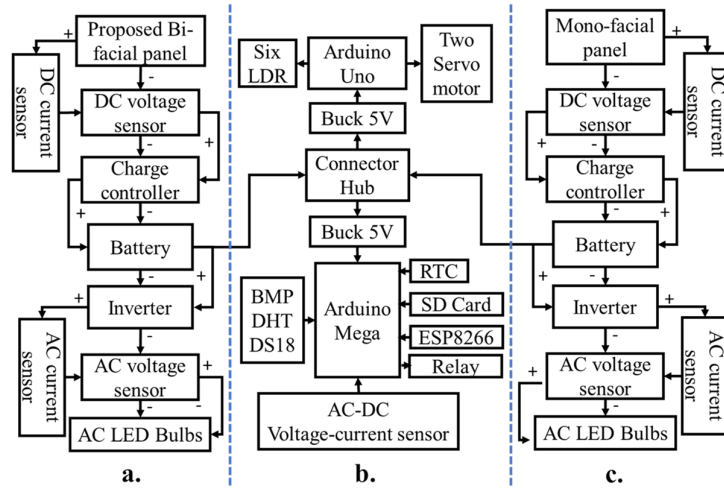 Proposed Bi-
facial panel
+
-
DC current
sensor
DC voltage
sensor
-
+
Charge
controller
+
-
Battery
-
+
+
Inverter
-
AC current
sensor
AC voltage
sensor
+
-
-
AC LED Bulbs
a.
Six
LDR
Arduino
Uno
Two
Servo
motor
Buck 5V
Connector
Hub
Buck 5V
BMP
DHT
DS18
Arduino
Mega
RTC
SD Card
ESP8266
Relay
AC-DC
Voltage-current sensor
b.
Mono-facial
panel
+
-
DC current
sensor
DC voltage
sensor
+
-
Charge
controller
-
+
Battery
+
-
Inverter
+
-
AC current
sensor
AC voltage
sensor
+
-
AC LED Bulbs
c.